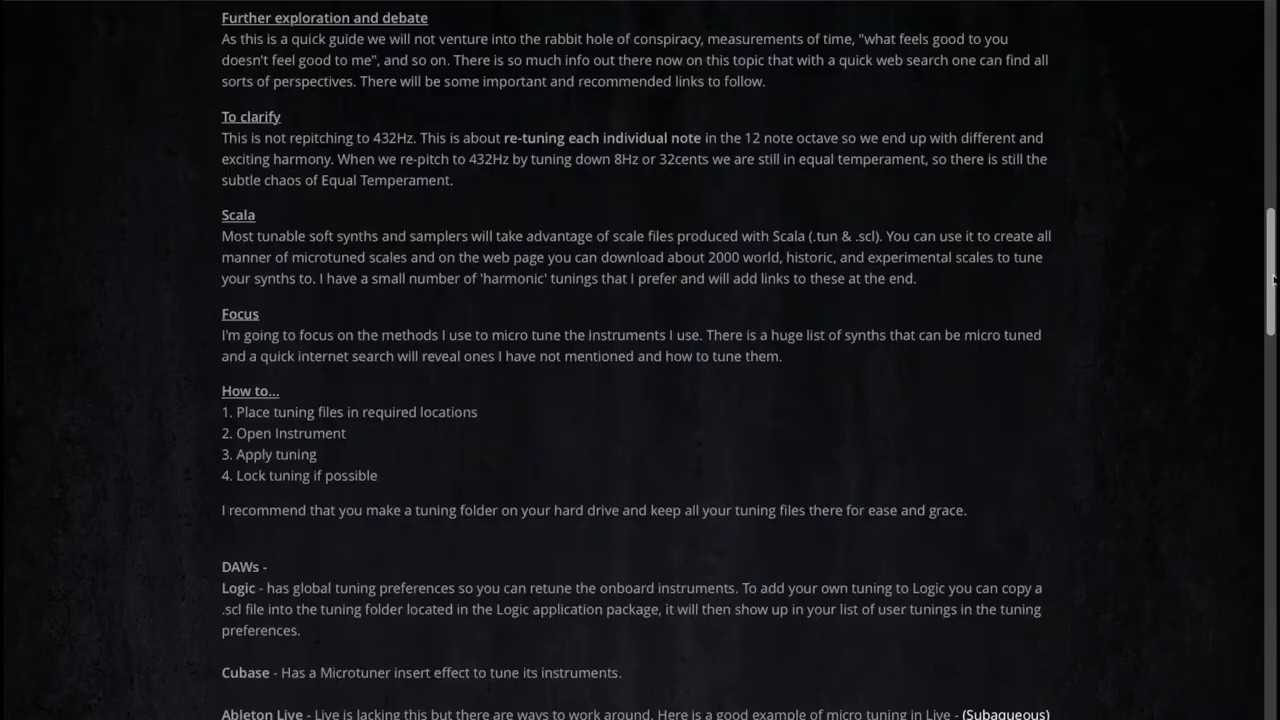 Further exploration and debate
As this is a quick guide we will not venture into the rabbit hole of conspiracy, measurements of time, "what feels good to you
doesn't feel good to me", and so on. There is so much info out there now on this topic that with a quick web search one can find all
sorts of perspectives. There will be some important and recommended links to follow.
To clarify
This is not repitching to 432Hz. This is about re-tuning each individual note in the 12 note octave so we end up with different and
exciting harmony. When we re-pitch to 432Hz by tuning down 8Hz or 32cents we are still in equal temperament, so there is still the
subtle chaos of Equal Temperament.
Scala
Most tunable soft synths and samplers will take advantage of scale files produced with Scala (.tun & .scl). You can use it to create all
manner of microtuned scales and on the web page you can download about 2000 world, historic, and experimental scales to tune
your synths to. I have a small number of 'harmonic' tunings that I prefer and will add links to these at the end.
Focus
I'm going to focus on the methods I use to micro tune the instruments I use. There is a huge list of synths that can be micro tuned
and a quick internet search will reveal ones I have not mentioned and how to tune them.
How to...
1. Place tuning files in required locations
2. Open Instrument
3. Apply tuning
4. Lock tuning if possible
I recommend that you make a tuning folder on your hard drive and keep all your tuning files there for ease and grace.
DAWs -
Logic - has global tuning preferences so you can retune the onboard instruments. To add your own tuning to Logic you can copy a
.scl file into the tuning folder located in the Logic application package, it will then show up in your list of user tunings in the tuning
preferences.
Cubase - Has a Microtuner insert effect to tune its instruments.
Ableton Live - Live is lacking this but there are ways to work around. Here is a good example of micro tuning in Live - (Subaqueous)